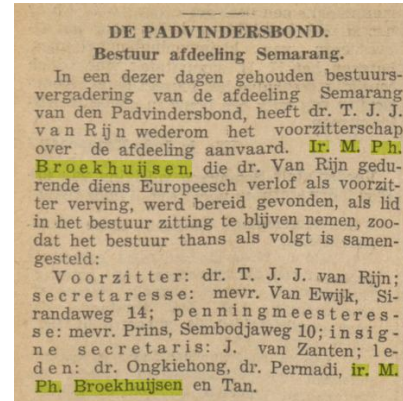 DE PADVINDERSBOND.
Bestuur afdeeling Semarang.
In een dezer dagen gehouden bestuurs-
vergadering van de afdeeling Semarang
van den Padvindersbond, heeft dr. T. J. J.
van Rijn wederom het voorzitterschap
over de afdeeling aanvaard. Ir. M. Ph.
Broekhuijsen, die dr. Van Rijn gedu-
rende diens Europeesch verlof als voorzit-
ter verving, werd bereid gevonden, als lid
in het bestuur zitting te blijven nemen, zoo-
dat het bestuur thans als volgt is samen-
gesteld:
Voorzitter: dr. T. J. J. van Rijn;
secretaresse: mevr. Van Ewijk, Si-
randaweg 14; penningmeesteres-
se: mevr. Prins, Sembodjaweg 10; insig-
ne secretaris: J. van Zanten; le-
den: dr. Ongkiehong, dr. Permadi, ir. M.
Ph. Broekhuijsen en Tan.